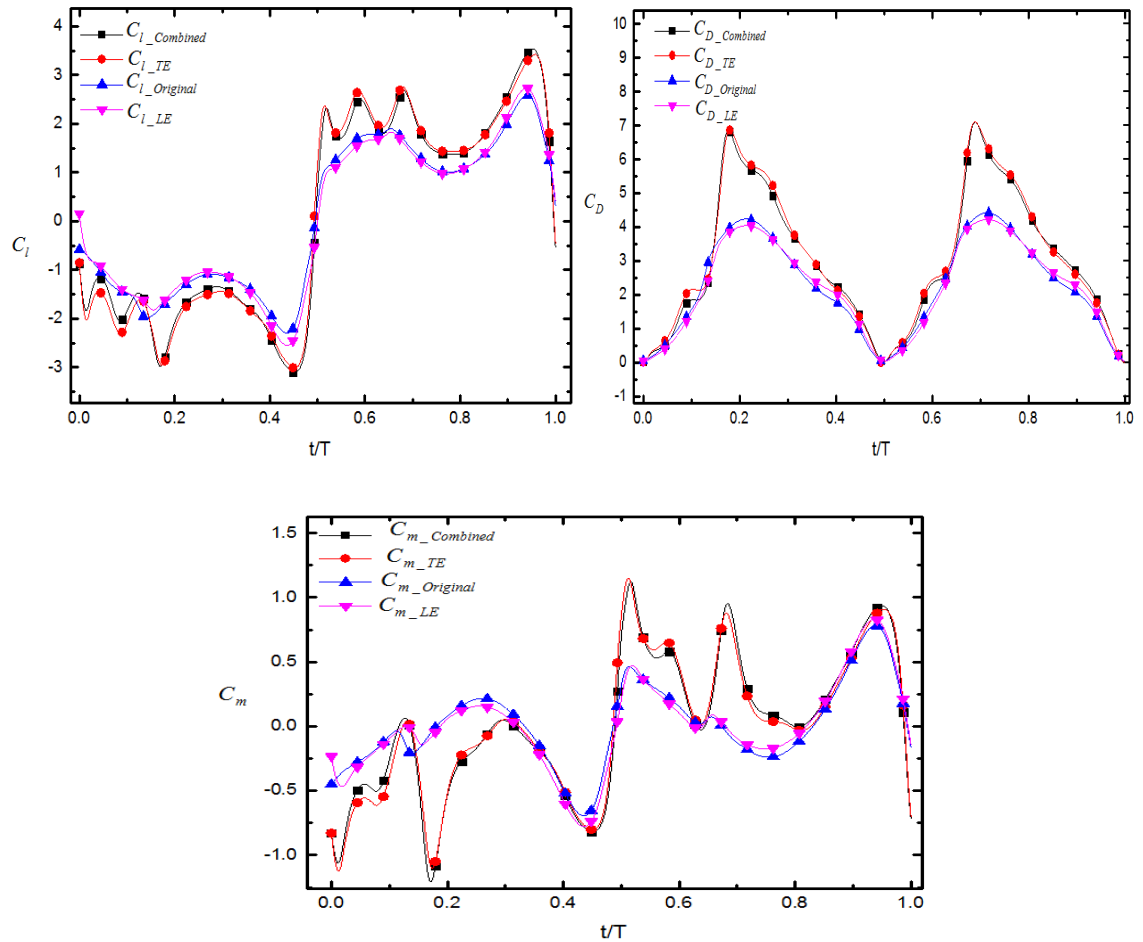 4
3
2
1
0
-1
-2
-3
C_l
C_l_Combined
C_l_TE
C_l_Original
C_l_LE
0.0 0.2 0.4 0.6 0.8 1.0
t/T
10
9
8
7
6
5
4
3
2
1
0
-1
C_D
C_D_Combined
C_D_TE
C_D_Original
C_D_LE
0.0 0.2 0.4 0.6 0.8 1.0
t/T
1.5
1.0
0.5
0.0
-0.5
-1.0
C_m
C_m_Combined
C_m_TE
C_m_Original
C_m_LE
0.0 0.2 0.4 0.6 0.8 1.0
t/T